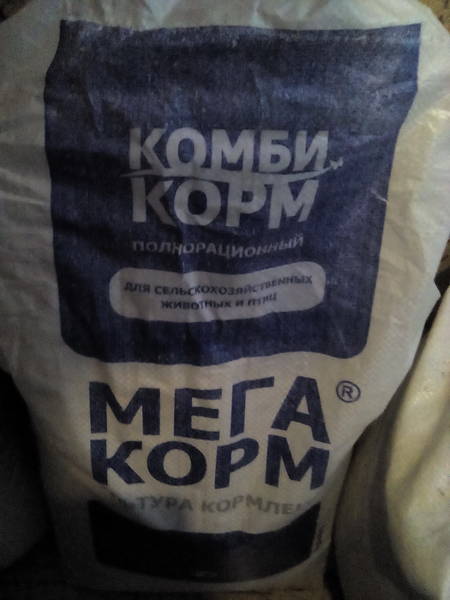 КОМБИ
КОРМ
ПОЛНОРАЦИОННЫЙ
ДЛЯ СЕЛЬСКОХОЗЯЙСТВЕННЫХ
ЖИВОТНЫХ И ПТИЦ
МЕГА®
КОРМ